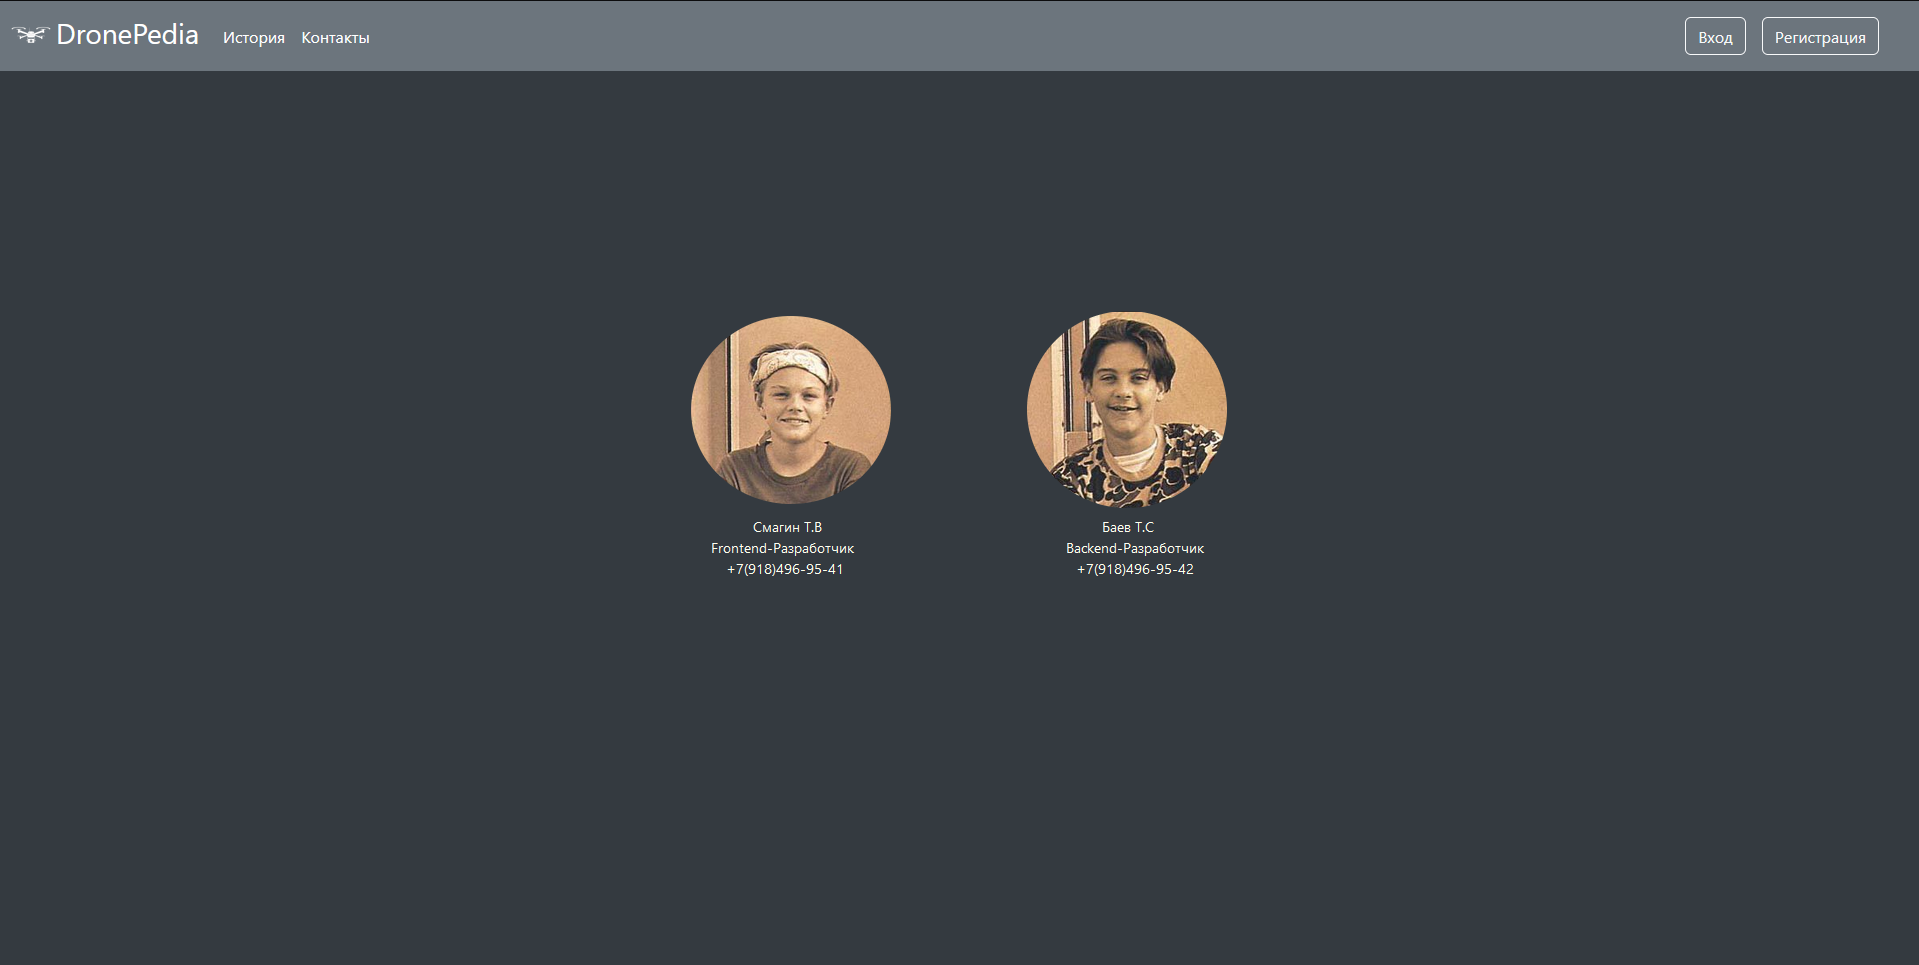 DronePedia История Контакты Вход Регистрация
Смагин Т.В
Frontend-Разработчик
+7(918)496-95-41
Баев Т.С
Backend-Разработчик
+7(918)496-95-42